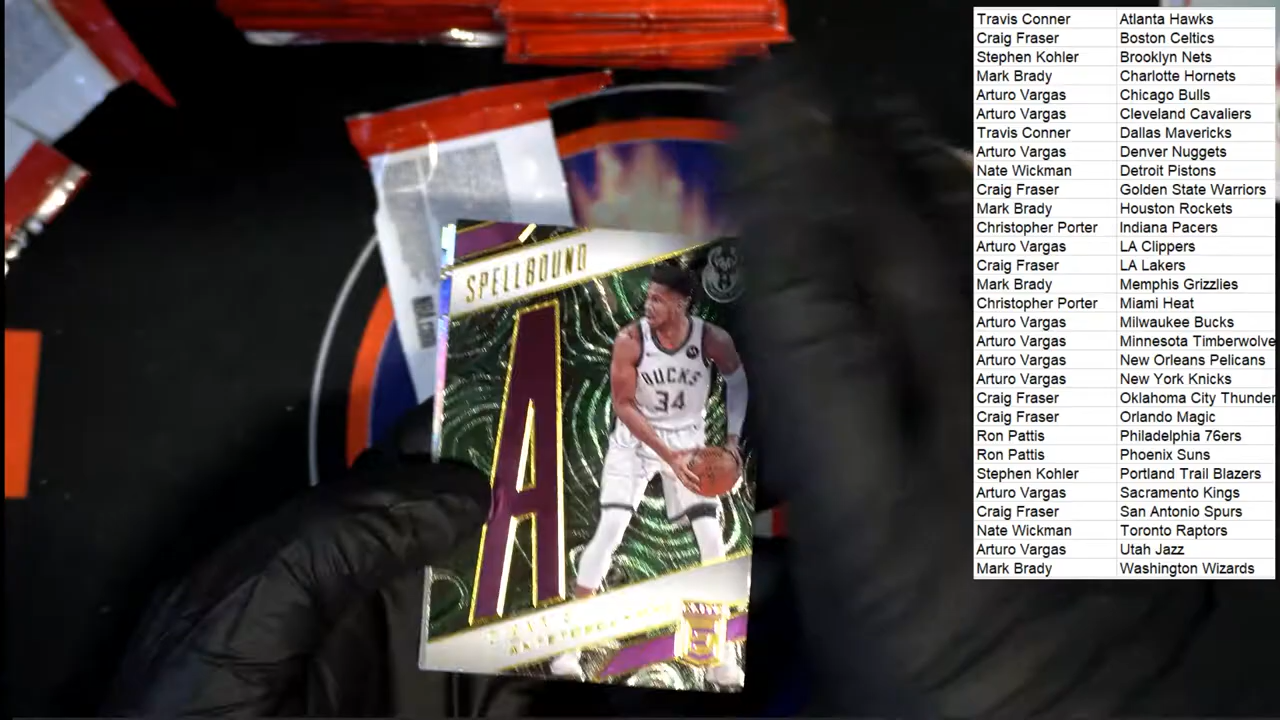 SPELLBOUND
A
BUCKS
34
ELITE
Travis Conner Atlanta Hawks
Craig Fraser Boston Celtics
Stephen Kohler Brooklyn Nets
Mark Brady Charlotte Hornets
Arturo Vargas Chicago Bulls
Arturo Vargas Cleveland Cavaliers
Travis Conner Dallas Mavericks
Arturo Vargas Denver Nuggets
Nate Wickman Detroit Pistons
Craig Fraser Golden State Warriors
Mark Brady Houston Rockets
Christopher Porter Indiana Pacers
Arturo Vargas LA Clippers
Craig Fraser LA Lakers
Mark Brady Memphis Grizzlies
Christopher Porter Miami Heat
Arturo Vargas Milwaukee Bucks
Arturo Vargas Minnesota Timberwolve
Arturo Vargas New Orleans Pelicans
Arturo Vargas New York Knicks
Craig Fraser Oklahoma City Thunder
Craig Fraser Orlando Magic
Ron Pattis Philadelphia 76ers
Ron Pattis Phoenix Suns
Stephen Kohler Portland Trail Blazers
Arturo Vargas Sacramento Kings
Craig Fraser San Antonio Spurs
Nate Wickman Toronto Raptors
Arturo Vargas Utah Jazz
Mark Brady Washington Wizards